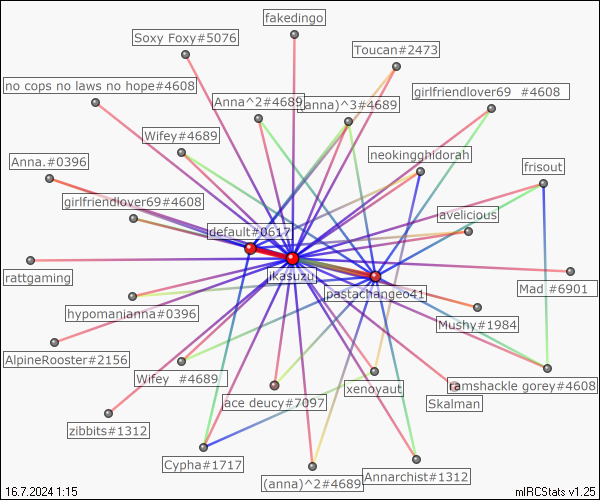 fakedingo
Soxy Foxy#5076
Toucan#2473
no cops no laws no hope#4608
girlfriendlover69 #4608
Anna^2#4689
(anna)^3#4689
Wifey#4689
neokingghidorah
Anna.#0396
frisout
girlfriendlover69#4608
avelicious
default#0617
rattgaming
jkasuzu
pastachangeo41
Mad #6901
hypomanianna#0396
Mushy#1984
AlpineRooster#2156
Wifey #4689
xenovaut
ramshackle gorey#4608
ace deucy#7097
Skalman
zibbits#1312
Cypha#1717
(anna)^2#4689
Annarchist#1312
16.7.2024 1:15
mIRCStats v1.25